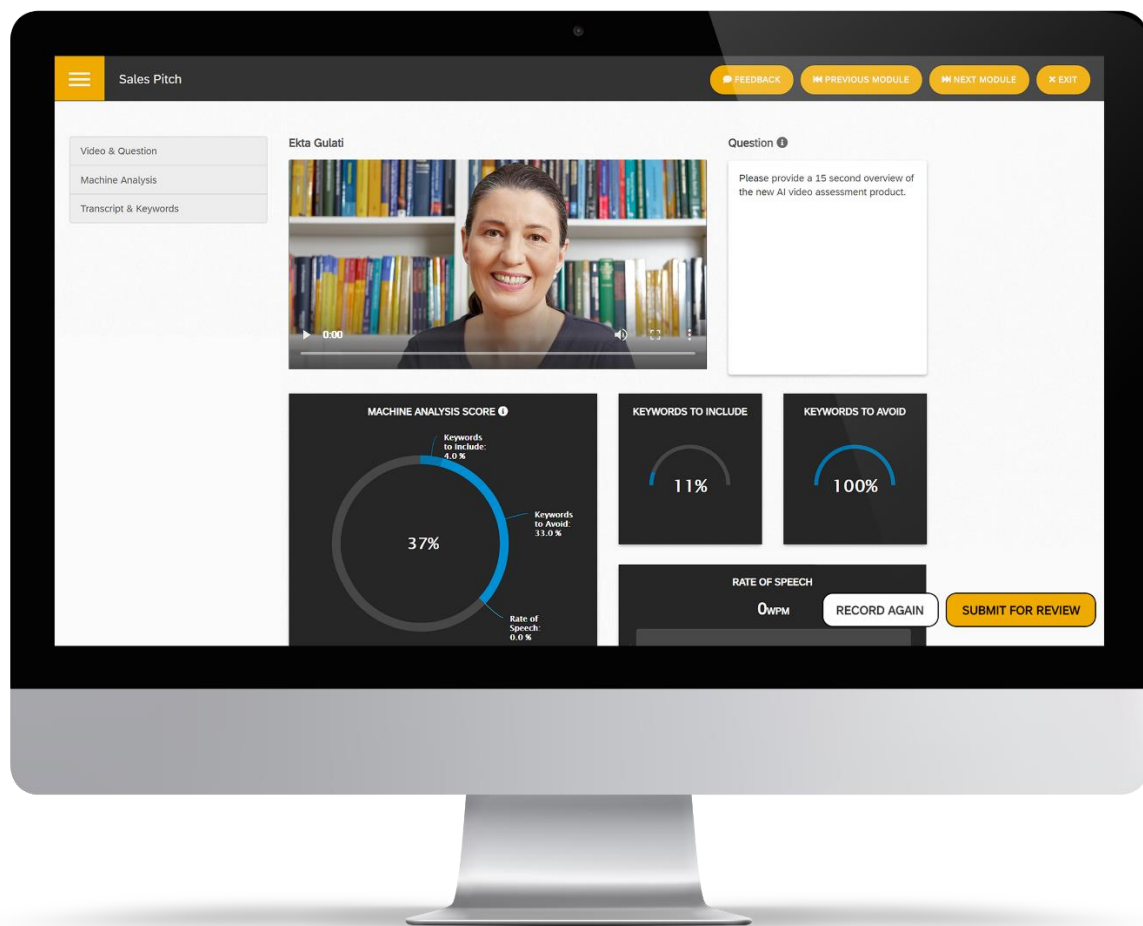 Sales Pitch
FEEDBACK
PREVIOUS MODULE
NEXT MODULE
× EXIT
Video & Question
Machine Analysis
Transcript & Keywords
Ekta Gulati
0:00
Question
Please provide a 15 second overview of
the new AI video assessment product.
MACHINE ANALYSIS SCORE
Keywords
to Include:
4.0 %
Keywords
to Avoid:
33.0 %
37%
Rate of
Speech:
0.0 %
KEYWORDS TO INCLUDE
11%
KEYWORDS TO AVOID
100%
RATE OF SPEECH
0WPM
RECORD AGAIN
SUBMIT FOR REVIEW